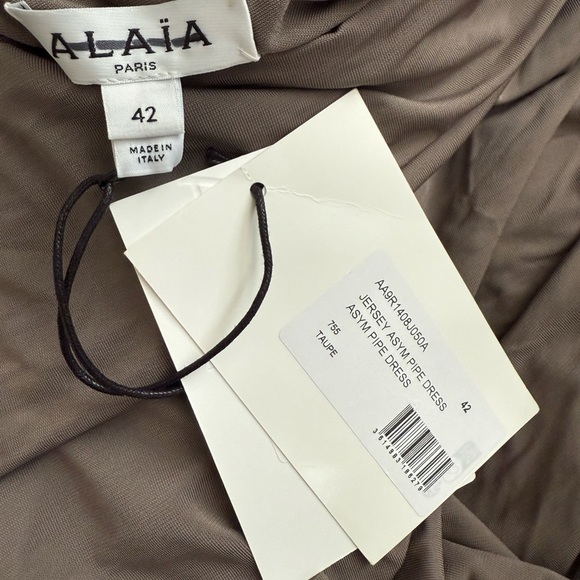 ALAÏA
PARIS
42
MADE IN
ITALY
AA9R1408J050A
JERSEY ASYM PIPE DRESS
ASYM PIPE DRESS
755
TAUPE
42